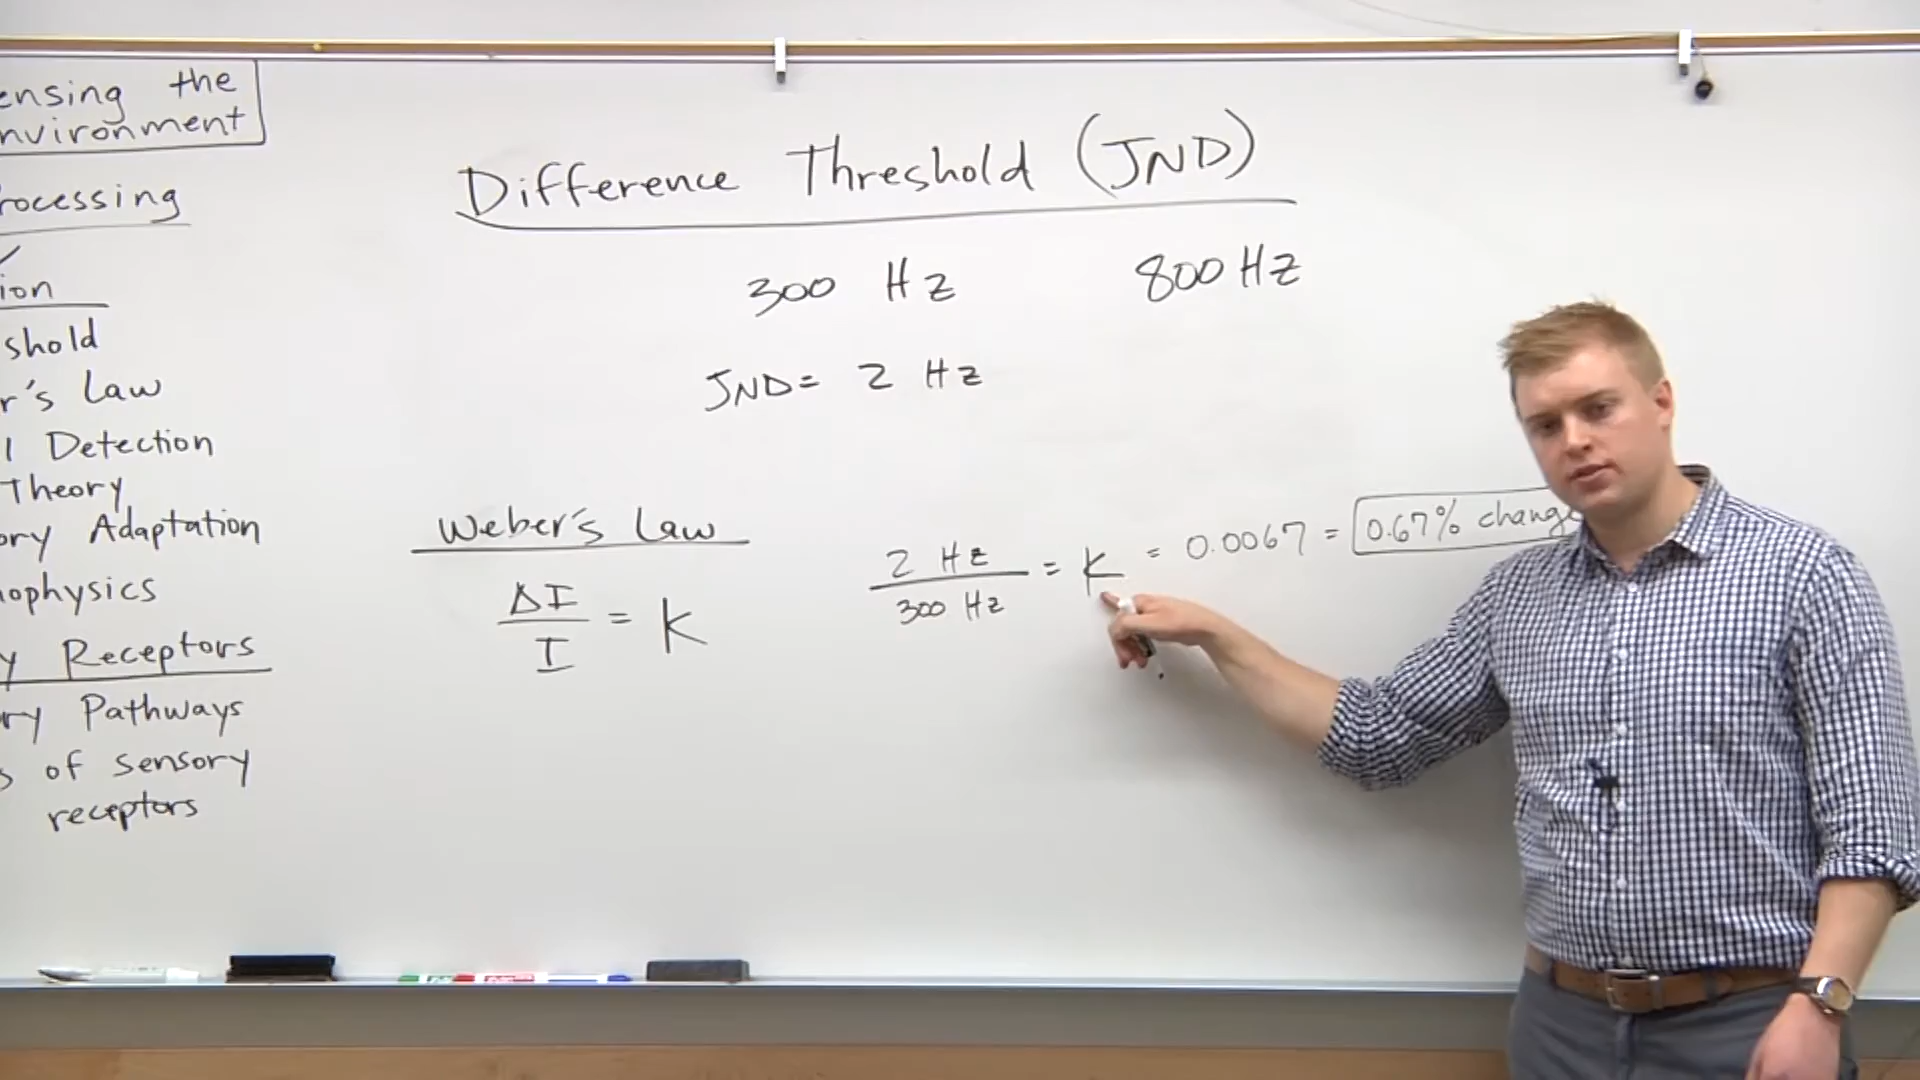 ensing the
nvironment
rocessing
ion
shold
r's Law
l Detection
Theory
ory Adaptation
ophysics
y Receptors
ry Pathways
s of sensory
receptors
Difference Threshold (JND)
300 Hz 800 Hz
JND = 2 Hz
Weber's Law
ΔI
I
= K
2 Hz
300 Hz
= K = 0.0067 = 0.67% change